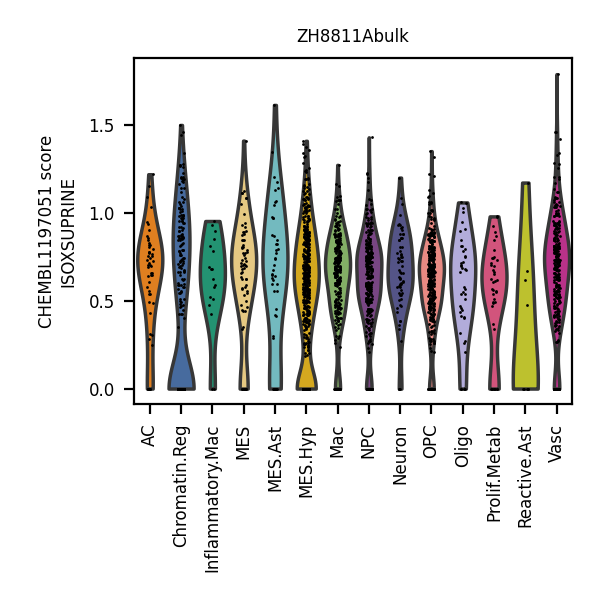 ZH8811Abulk
CHEMBL1197051 score
ISOXSUPRINE
1.5
1.0
0.5
0.0
AC
Chromatin.Reg
Inflammatory.Mac
MES
MES.Ast
MES.Hyp
Mac
NPC
Neuron
OPC
Oligo
Prolif.Metab
Reactive.Ast
Vasc